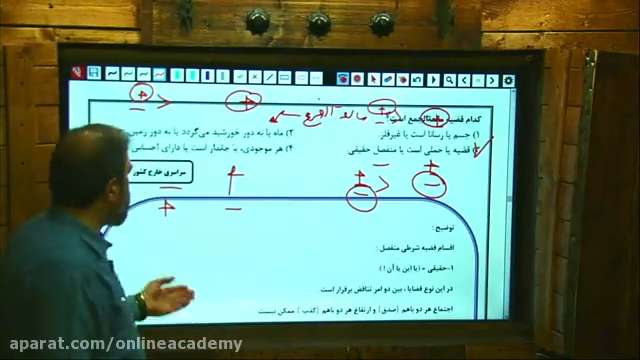 کدام قضیه مانعةالجمع است؟
۱) جسم یا رسانا است یا غیرفلز.
۲) ماه یا به دور خورشید می‌گردد یا به دور زمین
۳) قضیه یا حملی است یا منفصل حقیقی
۴) هر موجودی، یا جاندار است یا دارای احساس
سراسری خارج کشور
توضیح :
اقسام قضیه شرطی منفصل :
۱- حقیقی = (یا این یا آن !)
در این نوع قضایا ، بین دو امر تناقض برقرار است .
اجتماع هر دو باهم [صدق] و ارتفاع هر دو باهم [کذب] ممکن نیست.
aparat.com/onlineacademy